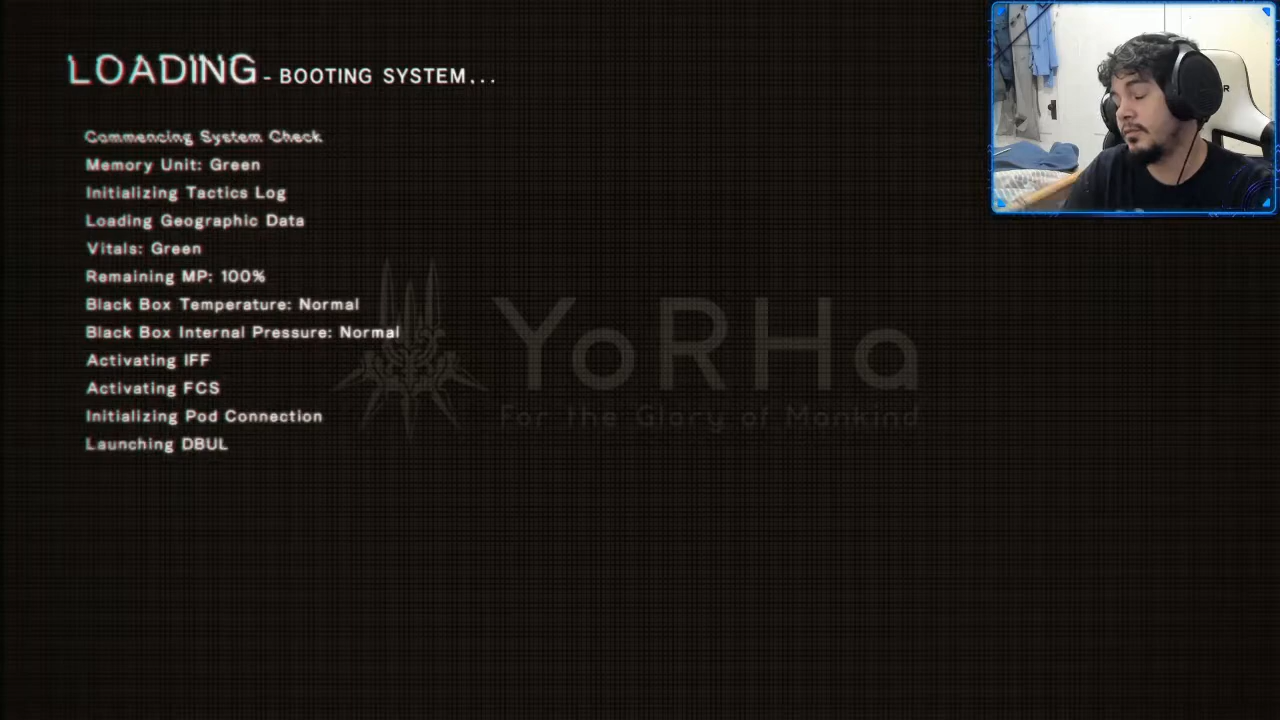 LOADING - BOOTING SYSTEM...
Commencing System Check
Memory Unit: Green
Initializing Tactics Log
Loading Geographic Data
Vitals: Green
Remaining MP: 100%
Black Box Temperature: Normal
Black Box Internal Pressure: Normal
Activating IFF
Activating FCS
Initializing Pod Connection
Launching DBUL
YoRHa
For the Glory of Mankind
R